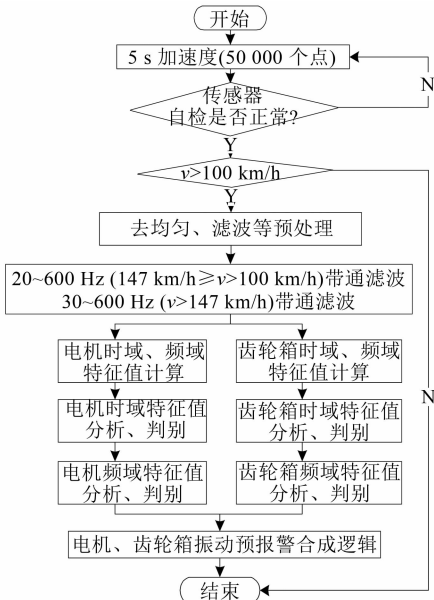 开始
5 s 加速度(50 000 个点)
N
传感器
自检是否正常?
Y
v>100 km/h
Y
去均匀、滤波等预处理
20~600 Hz (147 km/h≥v>100 km/h)带通滤波
30~600 Hz (v>147 km/h)带通滤波
电机时域、频域
特征值计算
齿轮箱时域、频域
特征值计算
N
电机时域特征值
分析、判别
齿轮箱时域特征值
分析、判别
电机频域特征值
分析、判别
齿轮箱频域特征值
分析、判别
电机、齿轮箱振动预报警合成逻辑
结束